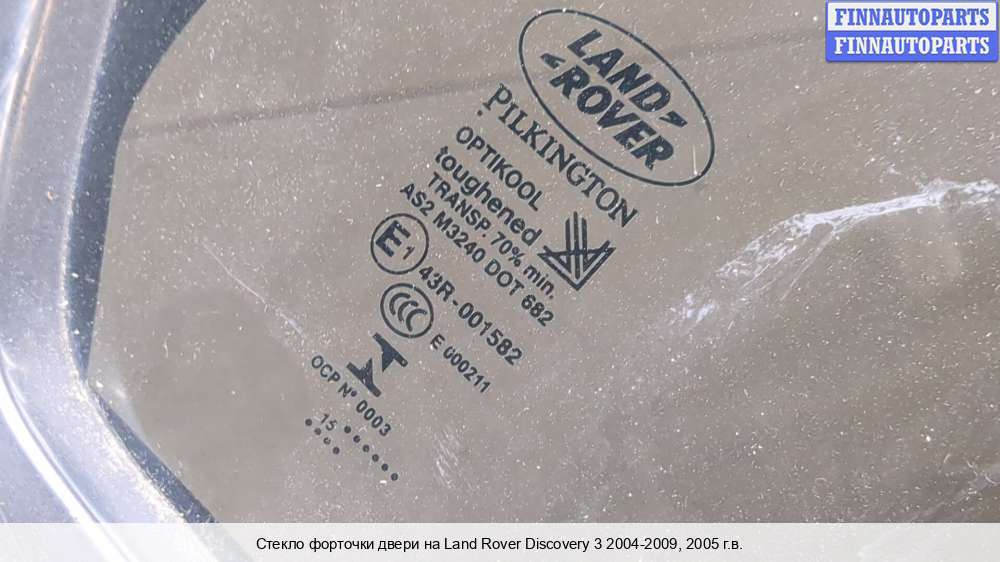 FINNAUTOPARTS
FINNAUTOPARTS
LAND
ROVER
PILKINGTON
OPTIKOOL
toughened
TRANSP. 70% min.
AS2 M3240 DOT 682
E1 43R-001582
CCC E 000211
OCP N° 0003
15
Стекло форточки двери на Land Rover Discovery 3 2004-2009, 2005 г.в.